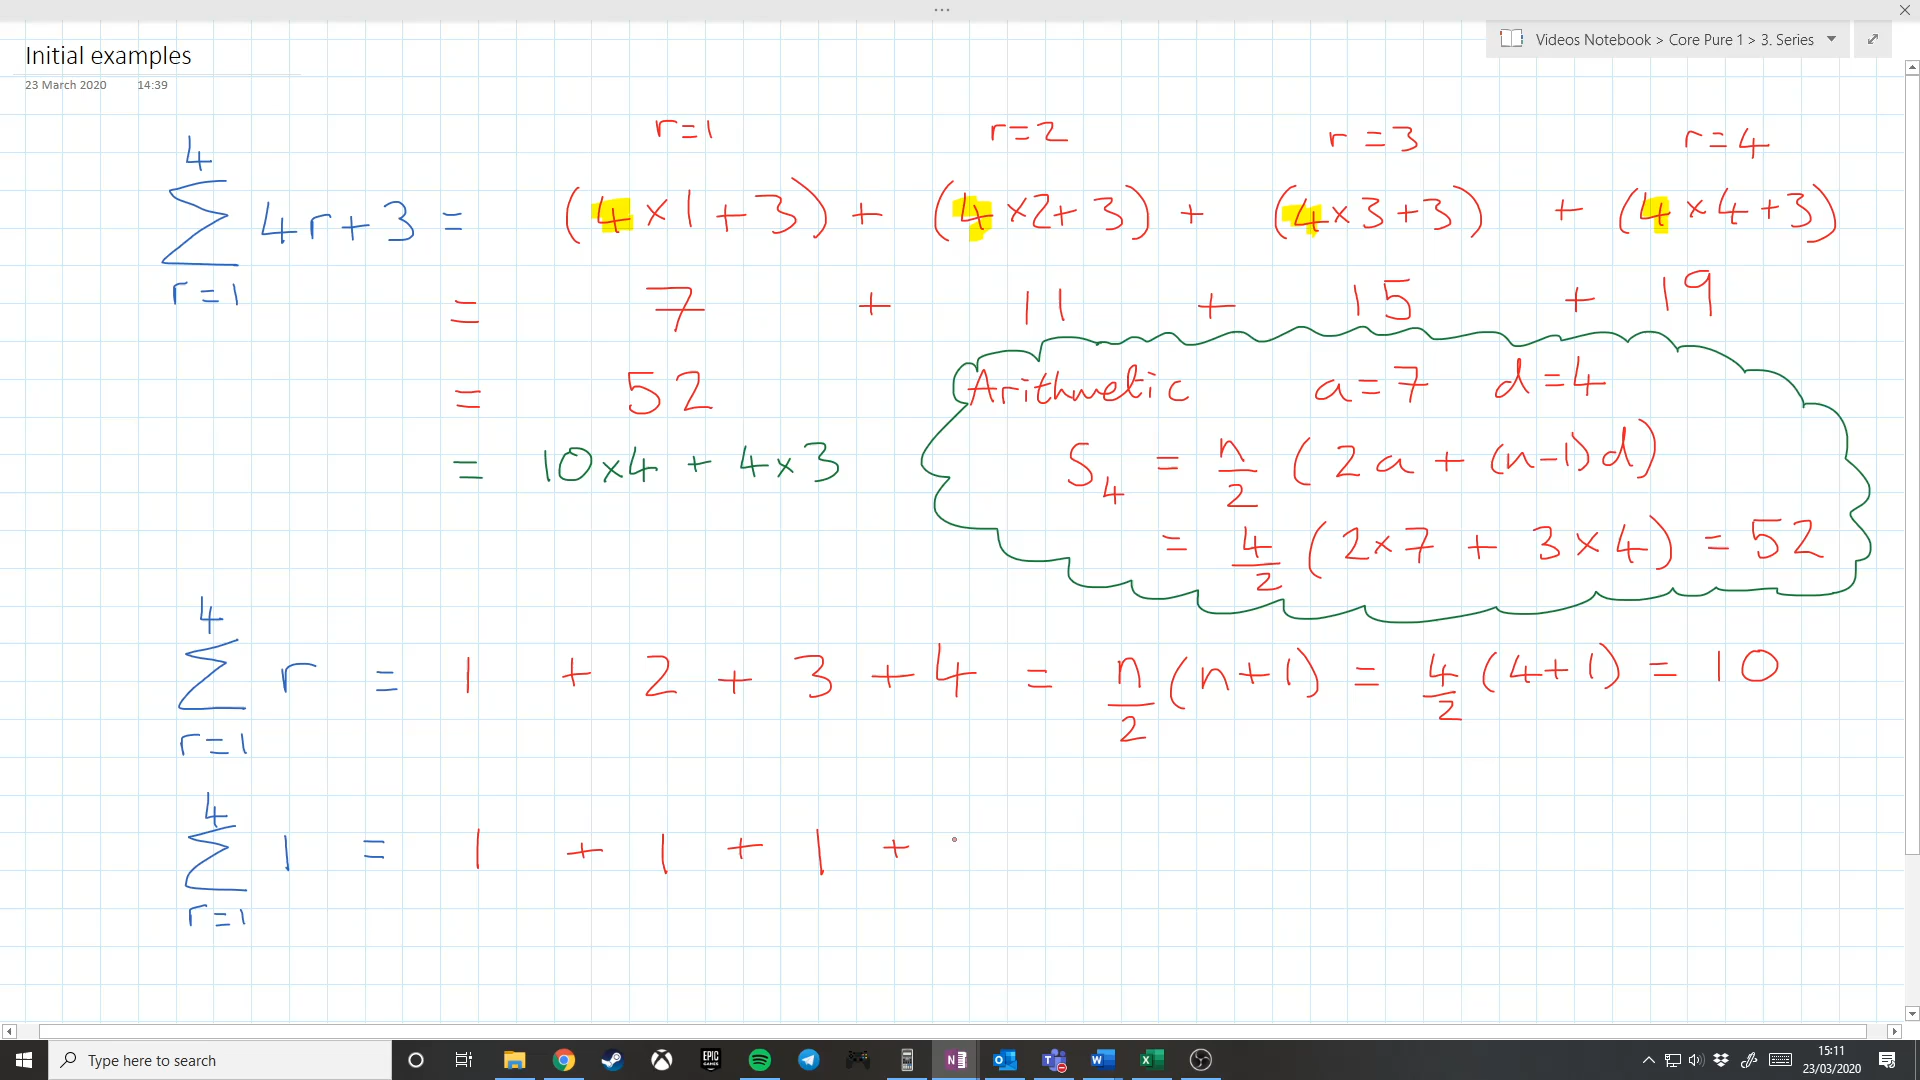 Initial examples
23 March 2020 14:39
Videos Notebook > Core Pure 1 > 3. Series
r=1 r=2 r=3 r=4
4
∑ 4r+3 = (4×1+3) + (4×2+3) + (4×3+3) + (4×4+3)
r=1
= 7 + 11 + 15 + 19
= 52
= 10×4 + 4×3
Arithmetic a=7 d=4
S₄ = n/2 (2a + (n-1)d)
= 4/2 (2×7 + 3×4) = 52
4
∑ r = 1 + 2 + 3 + 4 = n/2 (n+1) = 4/2 (4+1) = 10
r=1
4
∑ 1 = 1 + 1 + 1 +
r=1
Type here to search
EPIC GAMES
15:11
23/03/2020